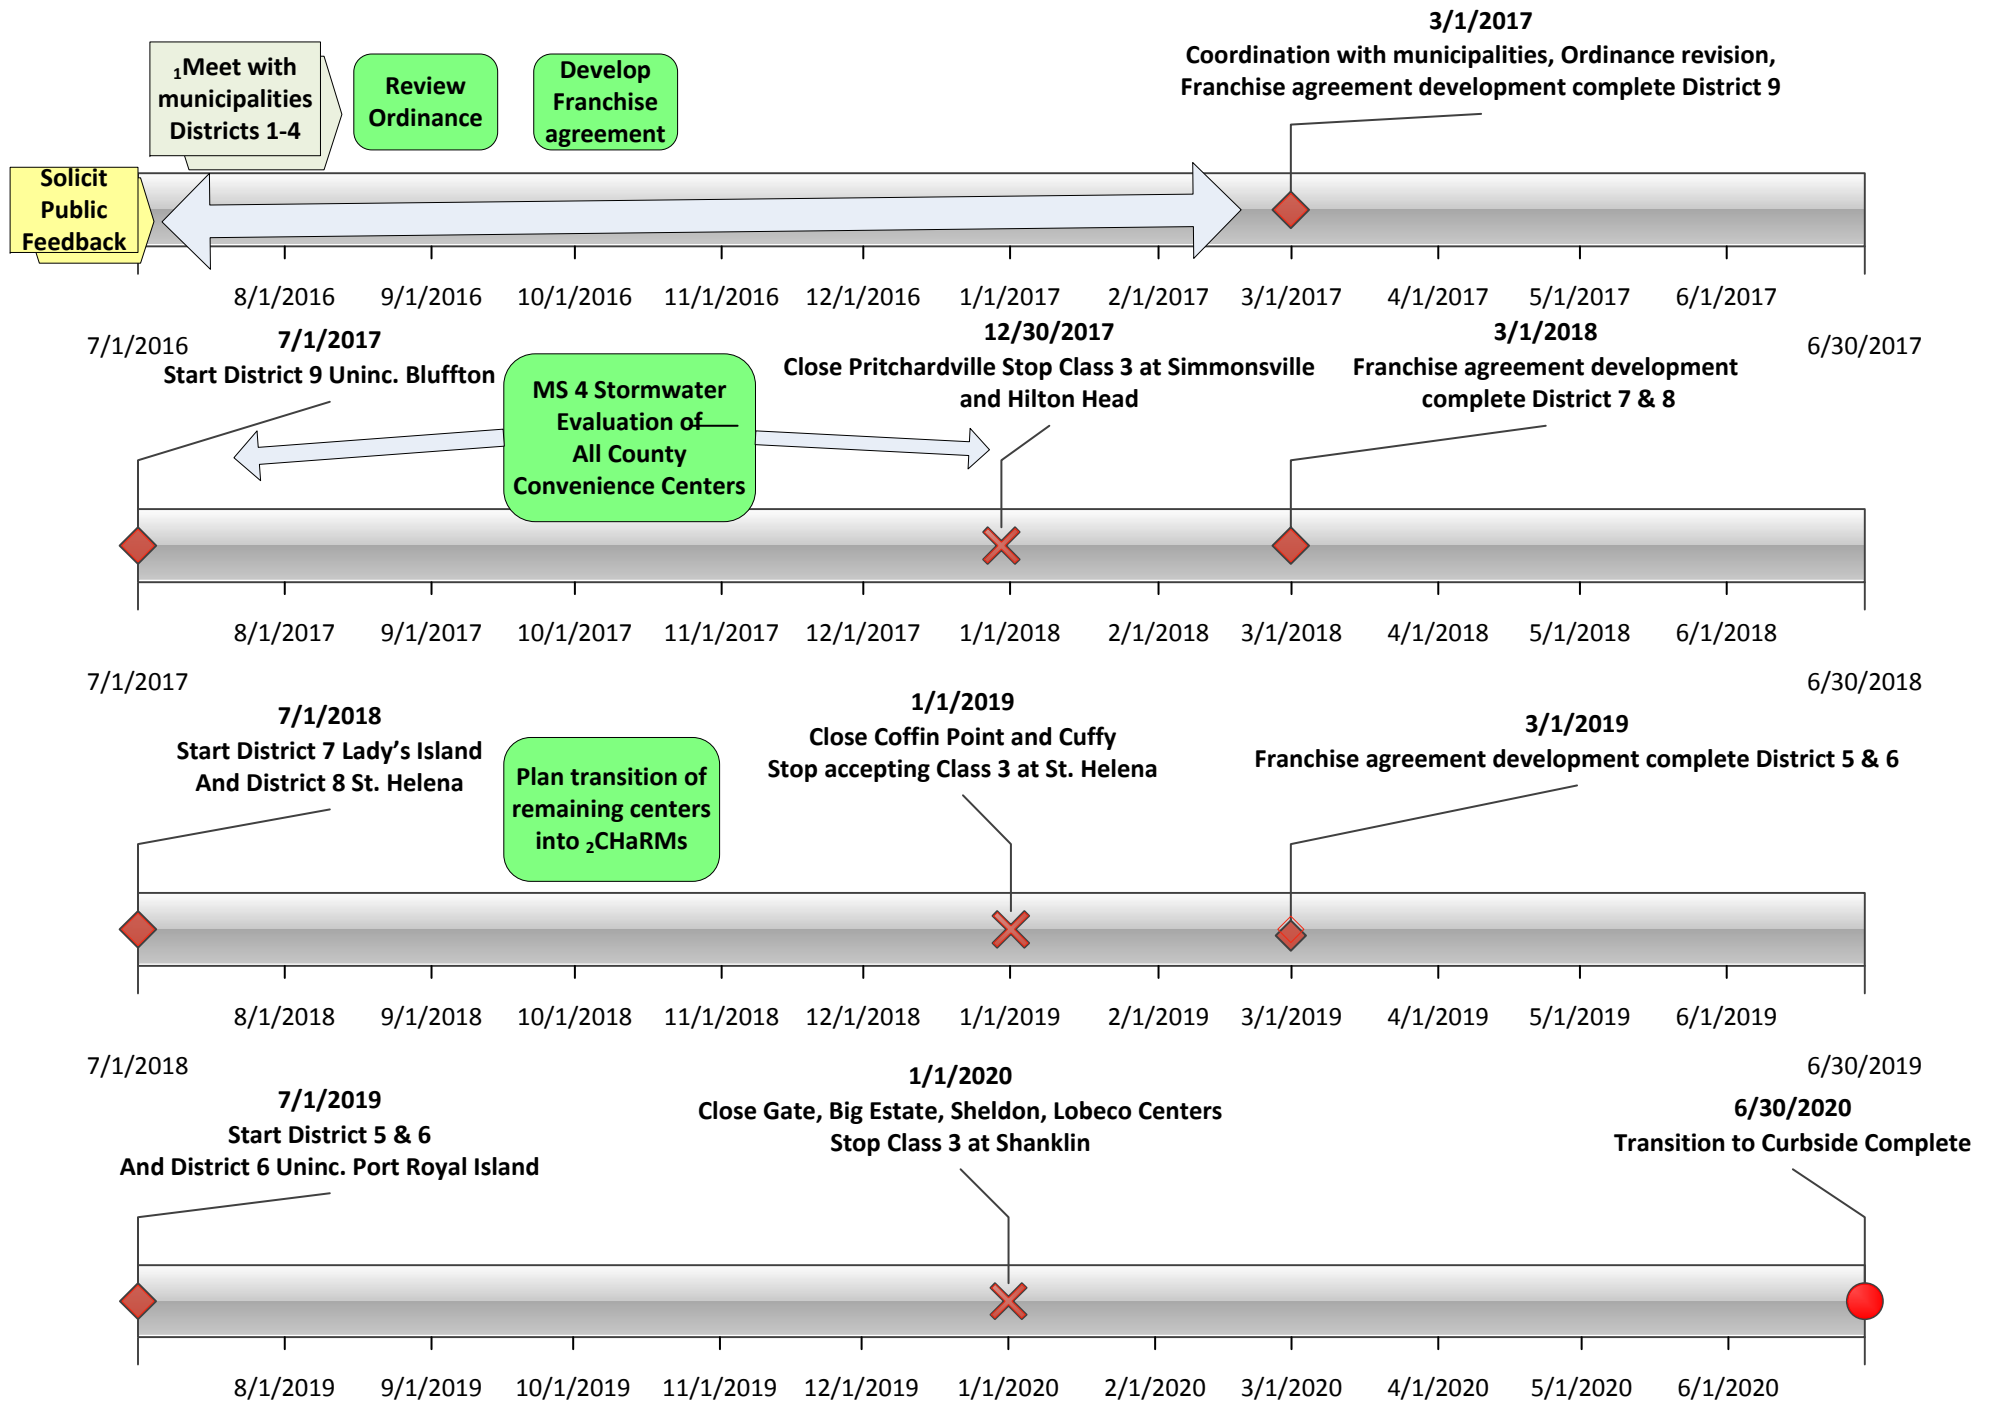 3/1/2017
Coordination with municipalities, Ordinance revision,
Franchise agreement development complete District 9
₁Meet with
municipalities
Districts 1-4
Review
Ordinance
Develop
Franchise
agreement
Solicit
Public
Feedback
8/1/2016 9/1/2016 10/1/2016 11/1/2016 12/1/2016 1/1/2017 2/1/2017 3/1/2017 4/1/2017 5/1/2017 6/1/2017
7/1/2016 6/30/2017
7/1/2017
Start District 9 Uninc. Bluffton
MS 4 Stormwater
Evaluation of
All County
Convenience Centers
12/30/2017
Close Pritchardville Stop Class 3 at Simmonsville
and Hilton Head
3/1/2018
Franchise agreement development
complete District 7 & 8
8/1/2017 9/1/2017 10/1/2017 11/1/2017 12/1/2017 1/1/2018 2/1/2018 3/1/2018 4/1/2018 5/1/2018 6/1/2018
7/1/2017 6/30/2018
7/1/2018
Start District 7 Lady’s Island
And District 8 St. Helena
Plan transition of
remaining centers
into ₂CHaRMs
1/1/2019
Close Coffin Point and Cuffy
Stop accepting Class 3 at St. Helena
3/1/2019
Franchise agreement development complete District 5 & 6
8/1/2018 9/1/2018 10/1/2018 11/1/2018 12/1/2018 1/1/2019 2/1/2019 3/1/2019 4/1/2019 5/1/2019 6/1/2019
7/1/2018 6/30/2019
7/1/2019
Start District 5 & 6
And District 6 Uninc. Port Royal Island
1/1/2020
Close Gate, Big Estate, Sheldon, Lobeco Centers
Stop Class 3 at Shanklin
6/30/2020
Transition to Curbside Complete
8/1/2019 9/1/2019 10/1/2019 11/1/2019 12/1/2019 1/1/2020 2/1/2020 3/1/2020 4/1/2020 5/1/2020 6/1/2020